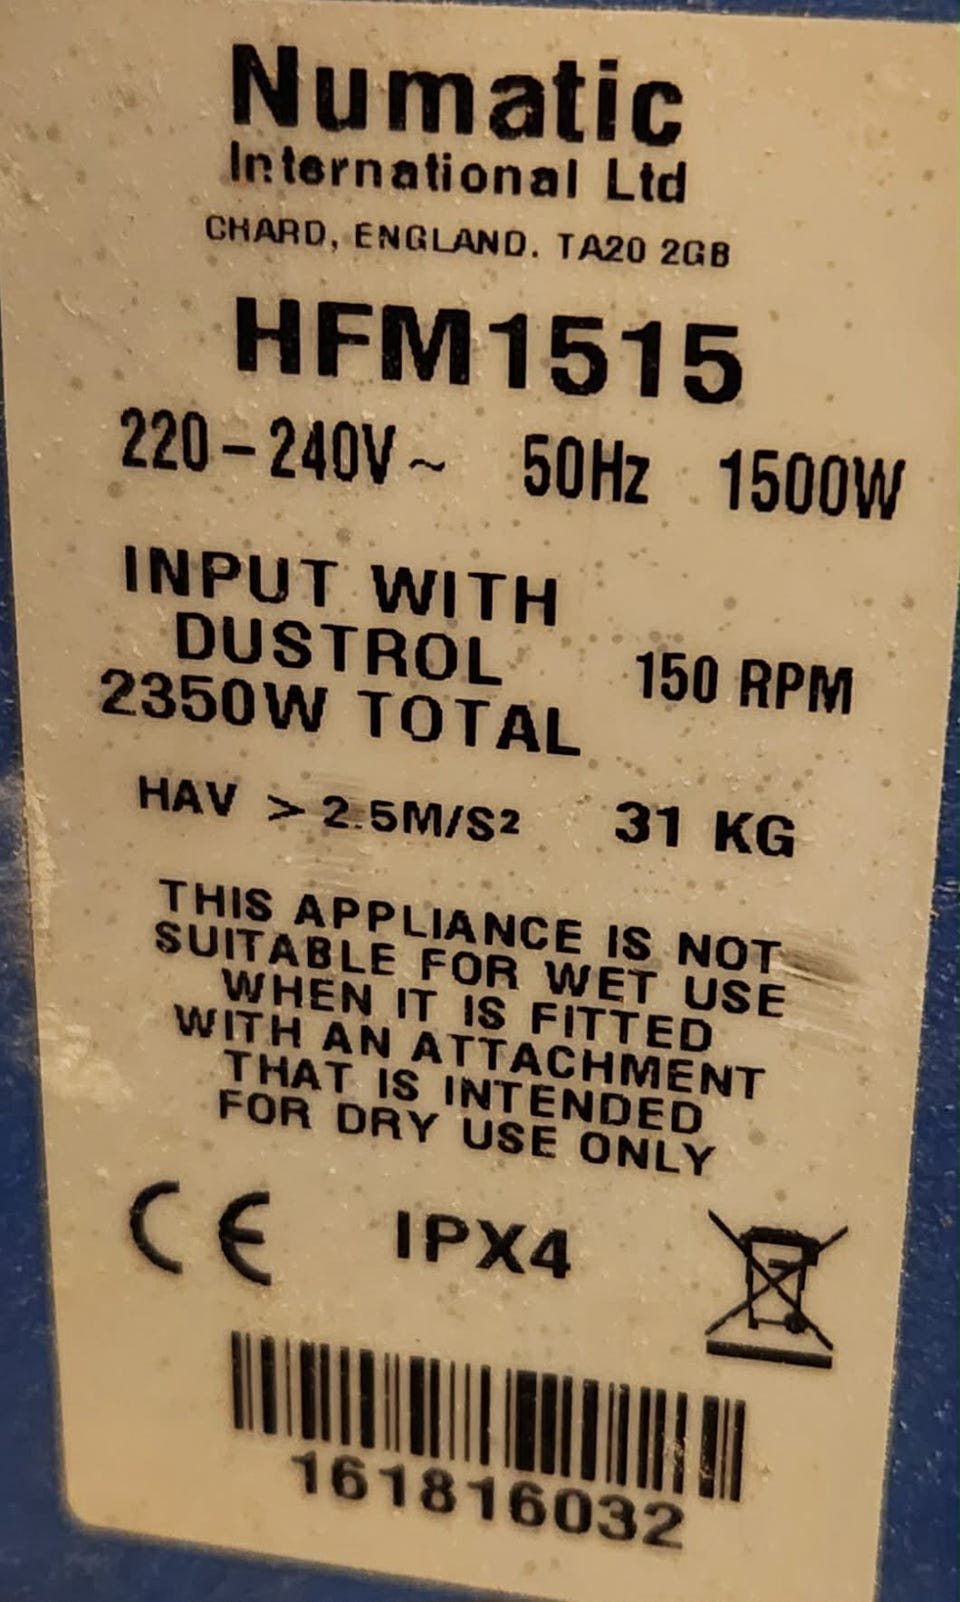 Numatic
International Ltd
CHARD, ENGLAND. TA20 2GB
HFM1515
220-240V~ 50Hz 1500W
INPUT WITH
DUSTROL
2350W TOTAL
150 RPM
HAV > 2.5M/S² 31 KG
THIS APPLIANCE IS NOT
SUITABLE FOR WET USE
WHEN IT IS FITTED
WITH AN ATTACHMENT
THAT IS INTENDED
FOR DRY USE ONLY
CE IPX4
161816032